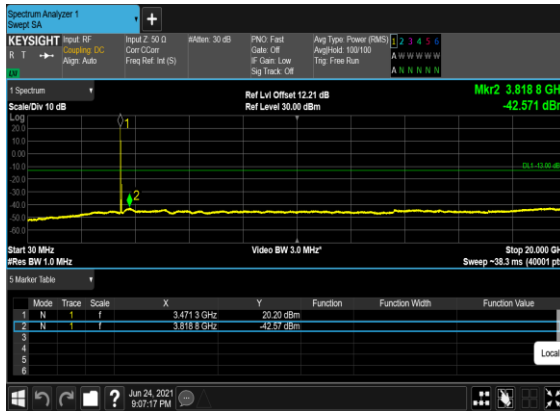 Spectrum Analyzer 1
Swept SA
+
KEYSIGHT Input: RF Input Z: 50 Ω #Atten: 30 dB PNO: Fast Avg Type: Power (RMS) 1 2 3 4 5 6
R T Coupling: DC Corr CCorr Gate: Off Avg|Hold: 100/100 A W W W W W
Align: Auto Freq Ref: Int (S) IF Gain: Low Trig: Free Run
Sig Track: Off A N N N N N
1 Spectrum Ref Lvl Offset 12.21 dB Mkr2 3.818 8 GH
Scale/Div 10 dB Ref Level 30.00 dBm -42.571 dBm
Log
20.0
10.0
0.00
-10.0
-20.0
-30.0
-40.0
-50.0
-60.0
1
DL1 -13.00 dB
2
Start 30 MHz Video BW 3.0 MHz* Stop 20.000 GH
#Res BW 1.0 MHz Sweep ~38.3 ms (40001 pts
5 Marker Table
Mode Trace Scale X Y Function Function Width Function Value
1 N 1 f 3.471 3 GHz 20.20 dBm
2 N 1 f 3.818 8 GHz -42.57 dBm
3
4
5
6
Local
? Jun 24, 2021
9:07:17 PM